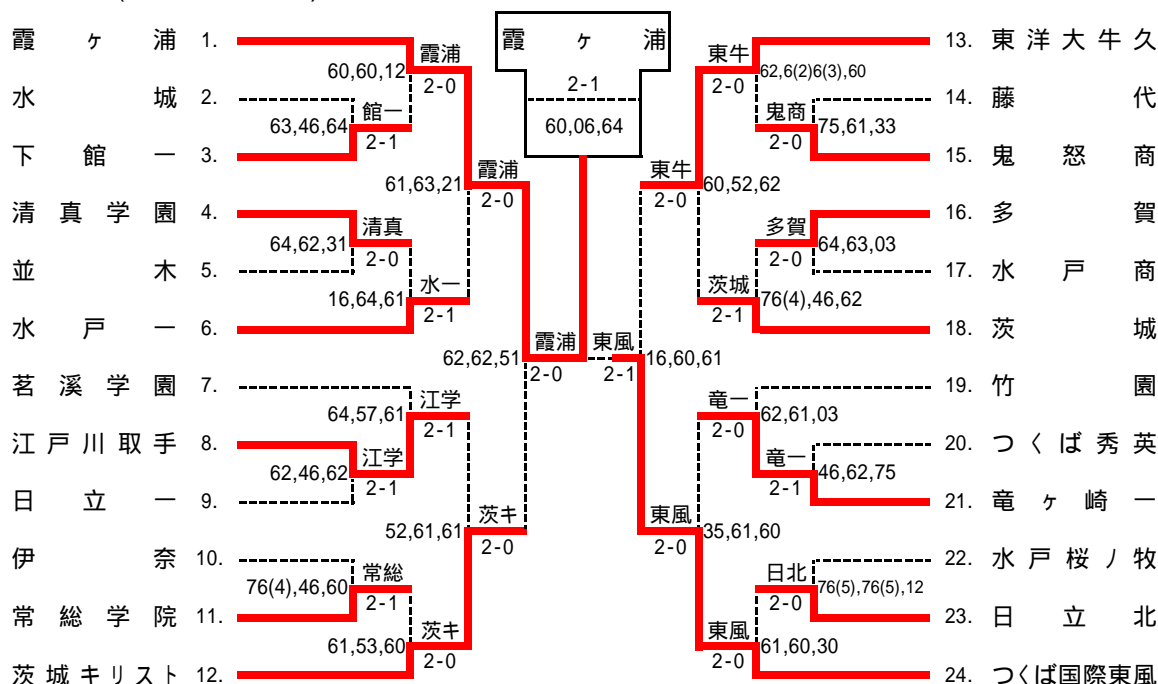 霞ヶ浦 1.
水城 2.
下館一 3.
清真学園 4.
並木 5.
水戸一 6.
茗溪学園 7.
江戸川取手 8.
日立一 9.
伊奈 10.
常総学院 11.
茨城キリスト 12.
霞浦
60,60,12
2-0
館一
63,46,64
2-1
霞浦
61,63,21
2-0
清真
64,62,31
2-0
水一
16,64,61
2-1
霞浦
62,62,51
2-0
江学
64,57,61
2-1
江学
62,46,62
2-1
茨キ
52,61,61
2-0
常総
76(4),46,60
2-1
茨キ
61,53,60
2-0
霞ヶ浦
2-1
60,06,64
東牛
62,6(2)6(3),60
2-0
鬼商
75,61,33
2-0
東牛
60,52,62
2-0
多賀
64,63,03
2-0
茨城
76(4),46,62
2-1
東風
16,60,61
2-1
竜一
62,61,03
2-0
竜一
46,62,75
2-1
東風
35,61,60
2-0
日北
76(5),76(5),12
2-0
東風
61,60,30
2-0
13. 東洋大牛久
14. 藤代
15. 鬼怒商
16. 多賀
17. 水戸商
18. 茨城
19. 竹園
20. つくば秀英
21. 竜ヶ崎一
22. 水戸桜ノ牧
23. 日立北
24. つくば国際東風